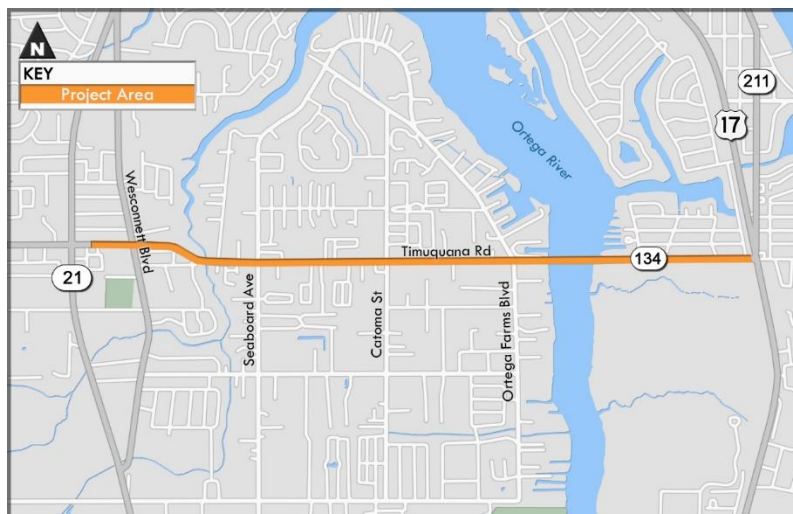 N
KEY
Project Area
211
17
Ortega River
Wesconnett Blvd
Timuquana Rd
134
21
Seaboard Ave
Catoma St
Ortega Farms Blvd